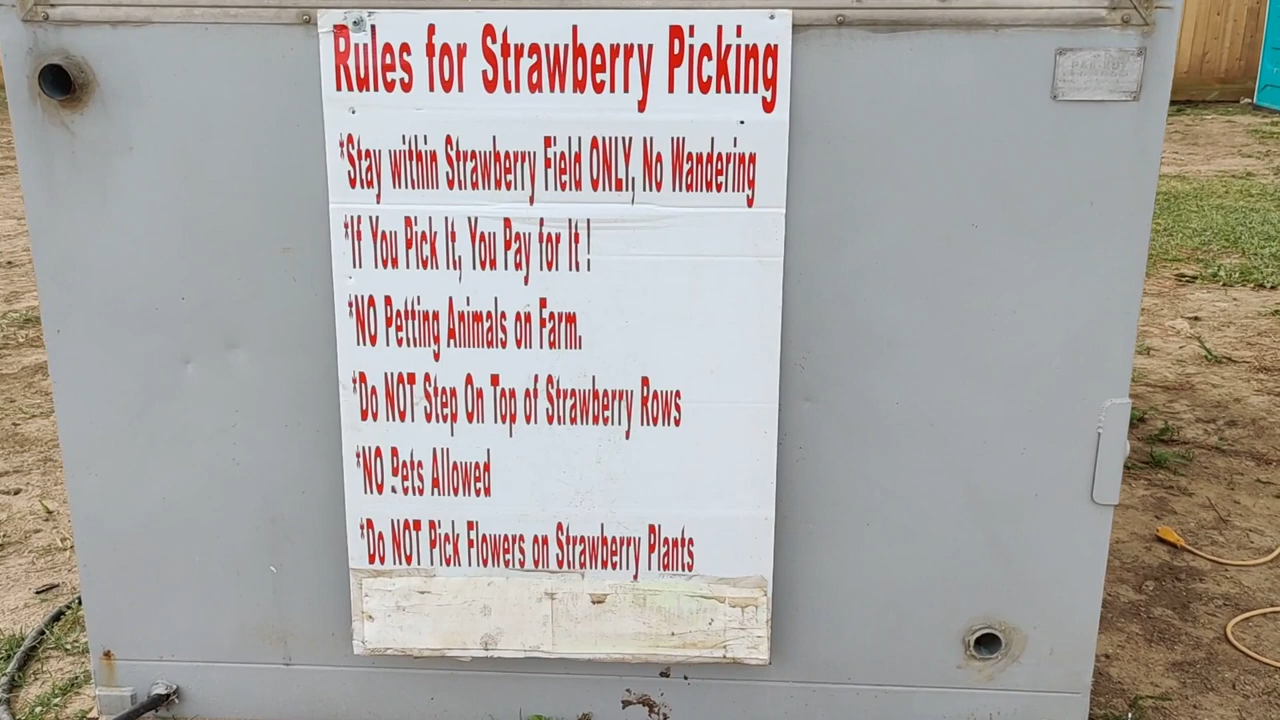 Rules for Strawberry Picking
*Stay within Strawberry Field ONLY, No Wandering
*If You Pick It, You Pay for It !
*NO Petting Animals on Farm.
*Do NOT Step On Top of Strawberry Rows
*NO Pets Allowed
*Do NOT Pick Flowers on Strawberry Plants